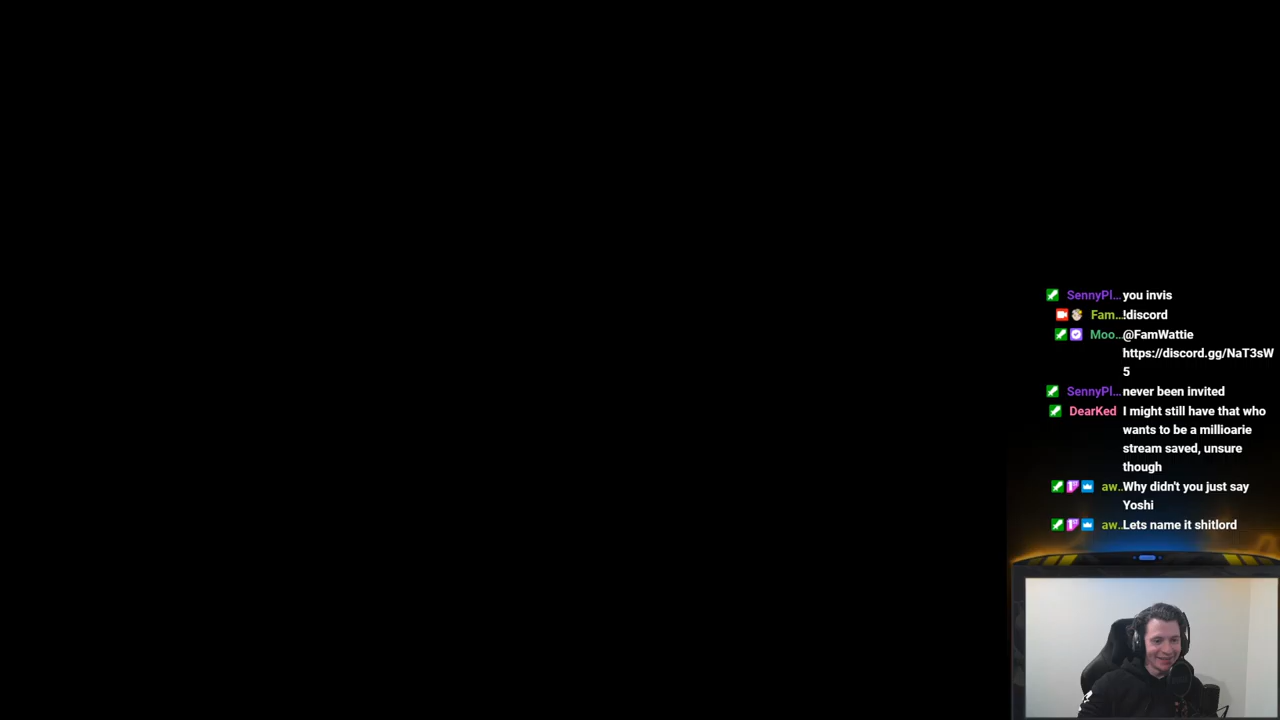 SennyPl… you invis
Fam… !discord
Moo… @FamWattie
https://discord.gg/NaT3sW
5
SennyPl… never been invited
DearKed I might still have that who
wants to be a millioarie
stream saved, unsure
though
aw… Why didn't you just say
Yoshi
aw… Lets name it shitlord